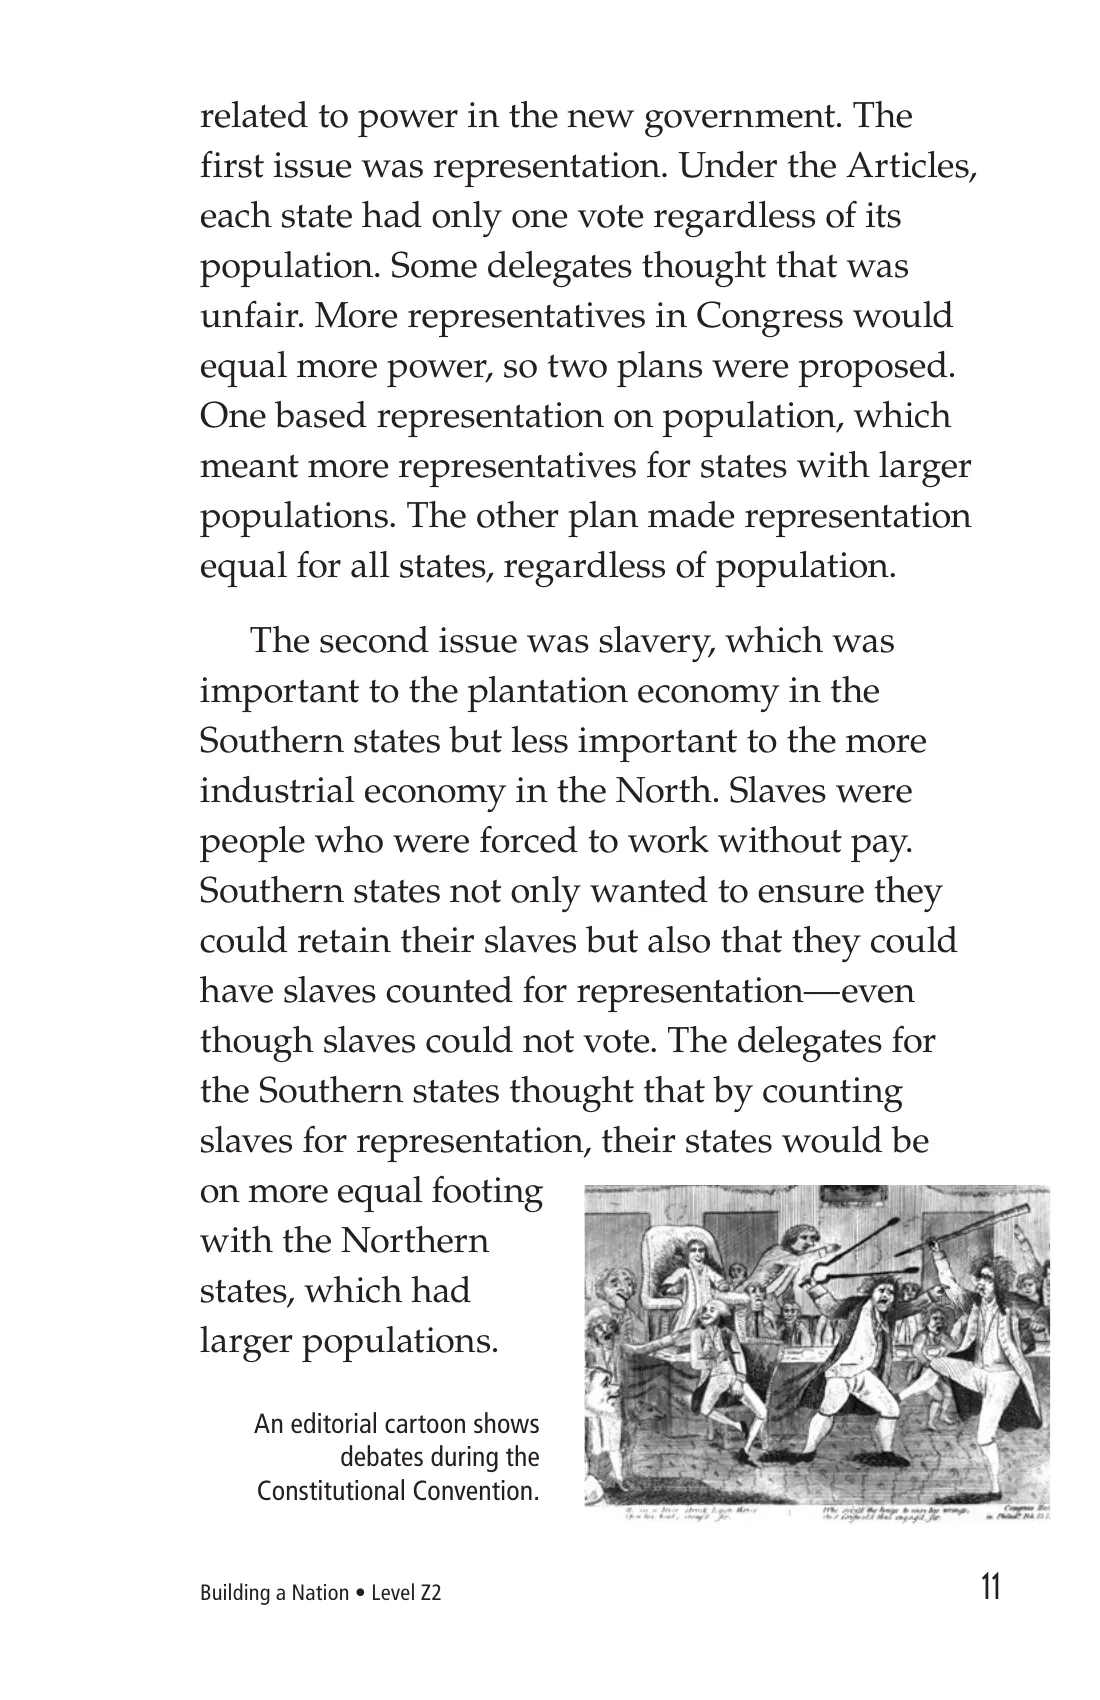 related to power in the new government. The
first issue was representation. Under the Articles,
each state had only one vote regardless of its
population. Some delegates thought that was
unfair. More representatives in Congress would
equal more power, so two plans were proposed.
One based representation on population, which
meant more representatives for states with larger
populations. The other plan made representation
equal for all states, regardless of population.
The second issue was slavery, which was
important to the plantation economy in the
Southern states but less important to the more
industrial economy in the North. Slaves were
people who were forced to work without pay.
Southern states not only wanted to ensure they
could retain their slaves but also that they could
have slaves counted for representation—even
though slaves could not vote. The delegates for
the Southern states thought that by counting
slaves for representation, their states would be
on more equal footing
with the Northern
states, which had
larger populations.
An editorial cartoon shows
debates during the
Constitutional Convention.
Building a Nation • Level Z2
11